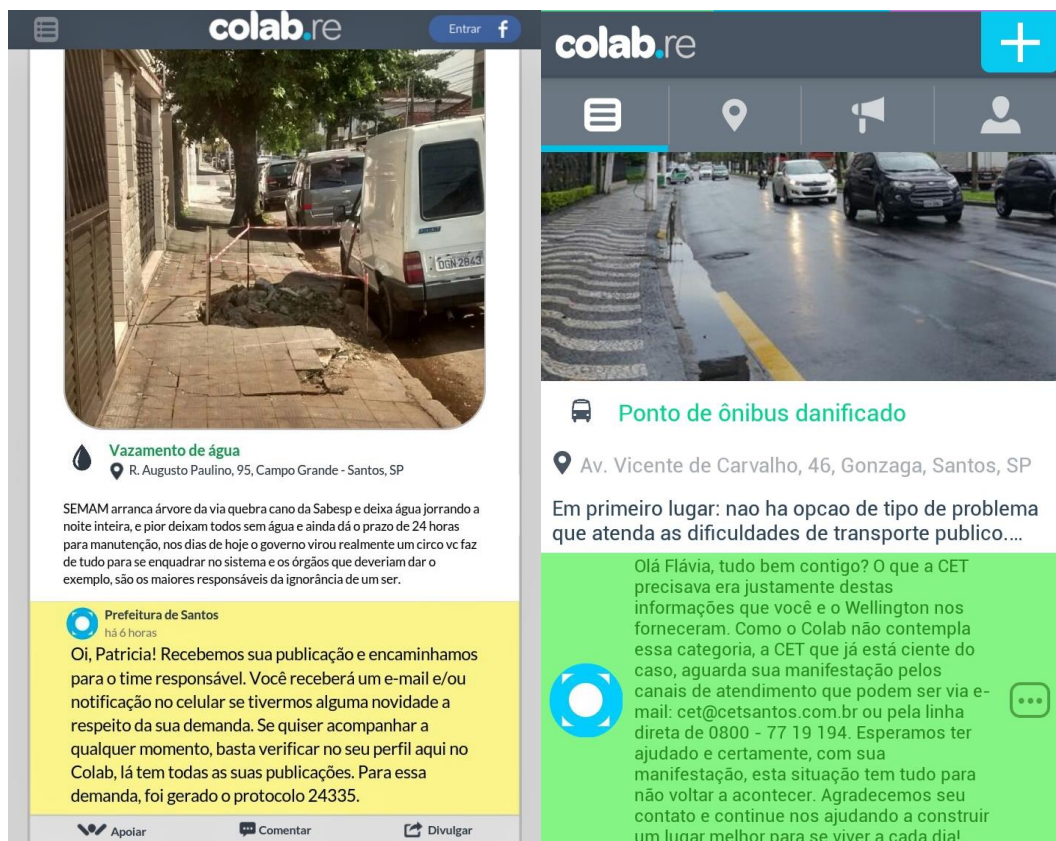 colab.re
Entrar f
DGN-2843
Vazamento de água
R. Augusto Paulino, 95, Campo Grande - Santos, SP
SEMAM arranca árvore da via quebra cano da Sabesp e deixa água jorrando a
noite inteira, e pior deixam todos sem água e ainda dá o prazo de 24 horas
para manutenção, nos dias de hoje o governo virou realmente um circo vc faz
de tudo para se enquadrar no sistema e os órgãos que deveriam dar o
exemplo, são os maiores responsáveis da ignorância de um ser.
Prefeitura de Santos
há 6 horas
Oi, Patricia! Recebemos sua publicação e encaminhamos
para o time responsável. Você receberá um e-mail e/ou
notificação no celular se tivermos alguma novidade a
respeito da sua demanda. Se quiser acompanhar a
qualquer momento, basta verificar no seu perfil aqui no
Colab, lá tem todas as suas publicações. Para essa
demanda, foi gerado o protocolo 24335.
Apoiar
Comentar
Divulgar
colab.re
Ponto de ônibus danificado
Av. Vicente de Carvalho, 46, Gonzaga, Santos, SP
Em primeiro lugar: nao ha opcao de tipo de problema
que atenda as dificuldades de transporte publico....
Olá Flávia, tudo bem contigo? O que a CET
precisava era justamente destas
informações que você e o Wellington nos
forneceram. Como o Colab não contempla
essa categoria, a CET que já está ciente do
caso, aguarda sua manifestação pelos
canais de atendimento que podem ser via e-
mail: cet@cetsantos.com.br ou pela linha
direta de 0800 - 77 19 194. Esperamos ter
ajudado e certamente, com sua
manifestação, esta situação tem tudo para
não voltar a acontecer. Agradecemos seu
contato e continue nos ajudando a construir
um lugar melhor para se viver a cada dia!